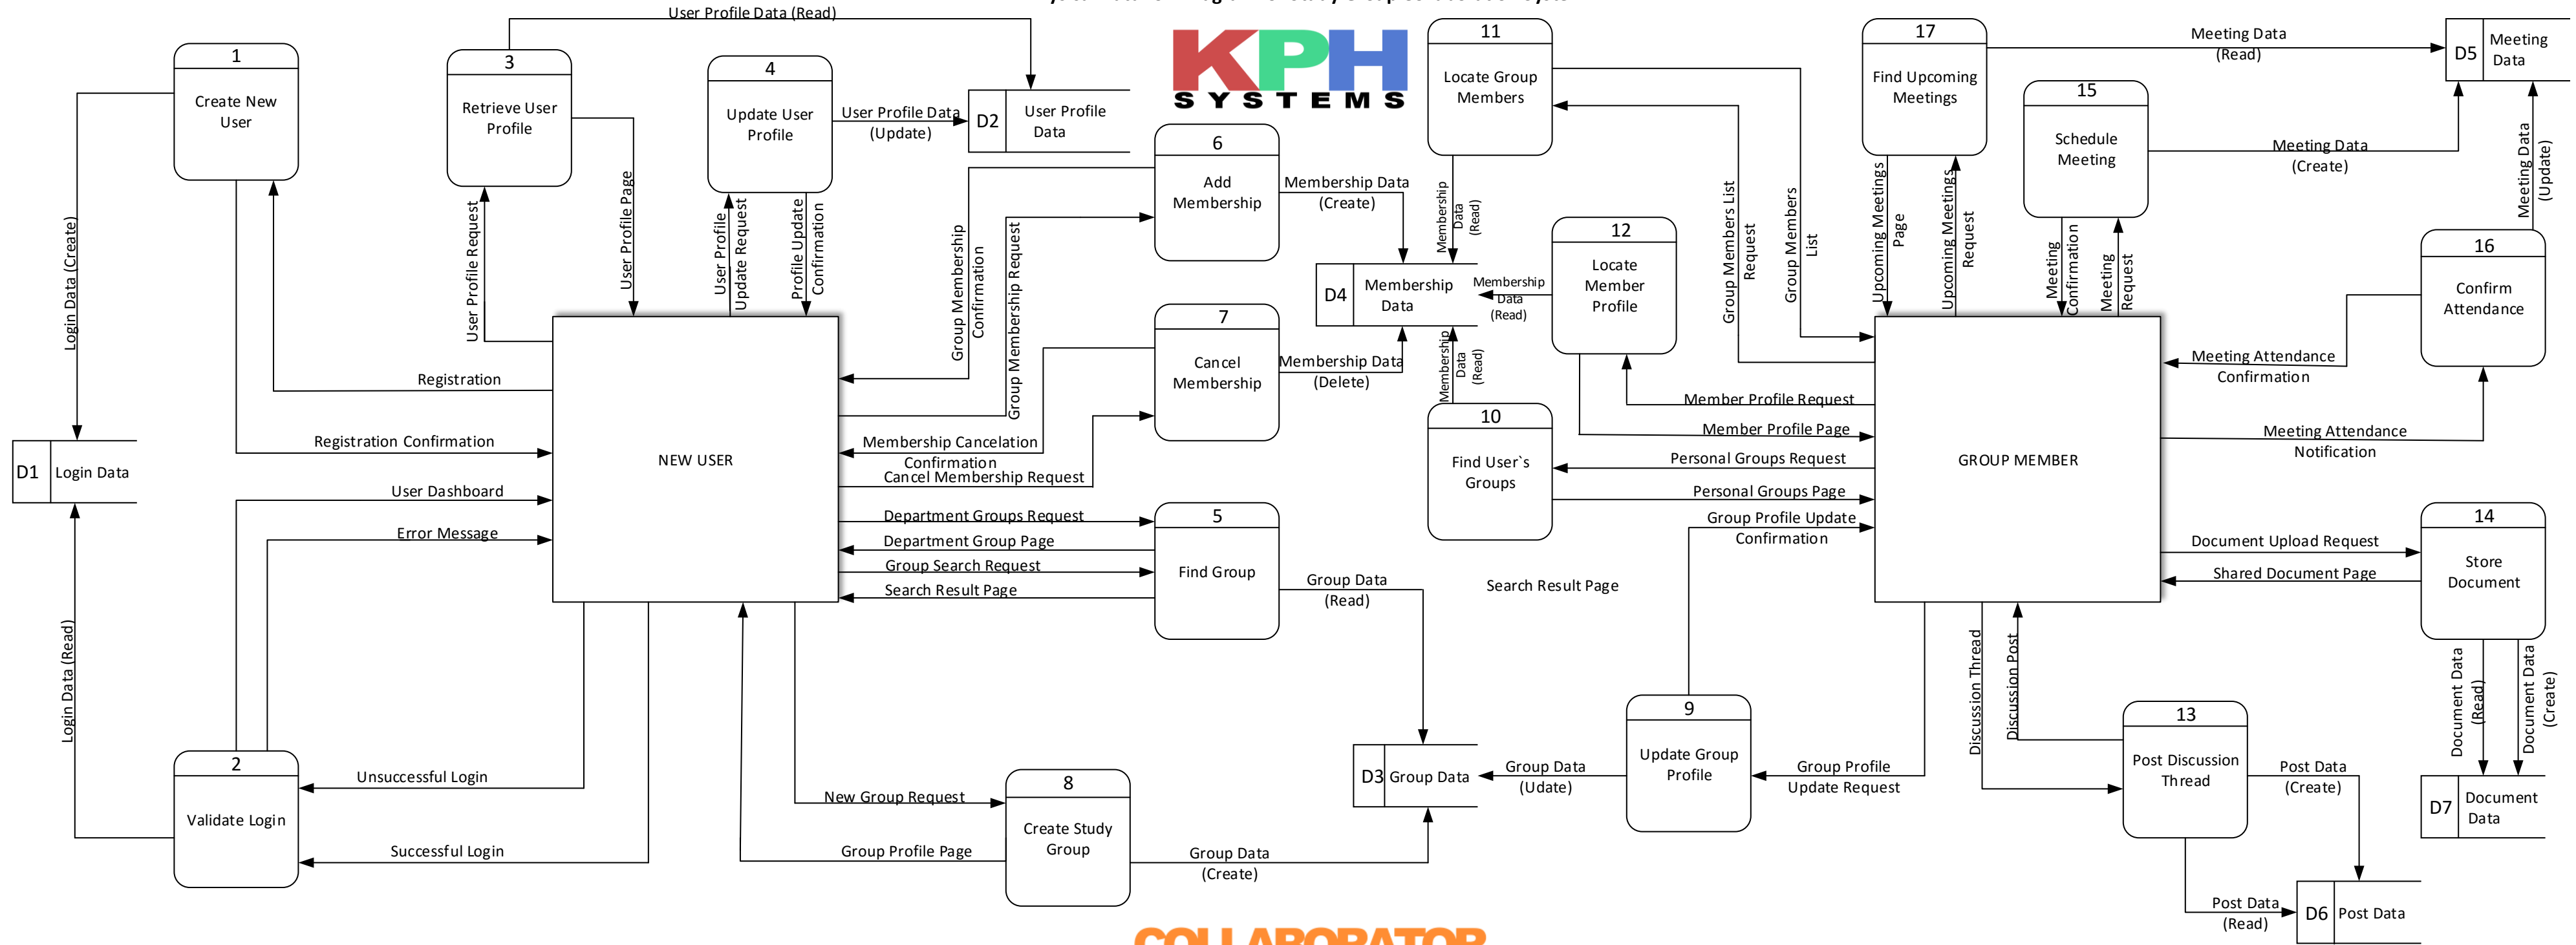 User Profile Data (Read)
KPH
SYSTEMS
1
Create New
User
3
Retrieve User
Profile
4
Update User
Profile
User Profile Data
(Update)
D2
User Profile
Data
11
Locate Group
Members
17
Find Upcoming
Meetings
Meeting Data
(Read)
D5
Meeting
Data
15
Schedule
Meeting
Meeting Data
(Create)
Meeting Data
(Update)
6
Add
Membership
Membership Data
(Create)
Membership
Data
(Read)
12
Locate
Member
Profile
Membership
Data
(Read)
D4
Membership
Data
Login Data (Create)
User Profile Request
User Profile Page
User Profile
Update Request
Profile Update
Confirmation
Group Membership
Confirmation
Group Membership Request
Group Members List
Request
Group Members
List
Upcoming Meetings
Page
Upcoming Meetings
Request
Meeting
Confirmation
Meeting
Request
16
Confirm
Attendance
7
Cancel
Membership
Membership Data
(Delete)
Membership
Data
(Read)
Meeting Attendance
Confirmation
Registration
Member Profile Request
Member Profile Page
Meeting Attendance
Notification
Registration Confirmation
NEW USER
Membership Cancelation
Confirmation
Cancel Membership Request
10
Find User`s
Groups
Personal Groups Request
Personal Groups Page
GROUP MEMBER
D1
Login Data
User Dashboard
Error Message
Department Groups Request
Department Group Page
Group Search Request
Search Result Page
5
Find Group
Group Data
(Read)
Search Result Page
Group Profile Update
Confirmation
Document Upload Request
Shared Document Page
14
Store
Document
Login Data (Read)
Discussion Thread
Discussion Post
Document Data
(Read)
Document Data
(Create)
2
Validate Login
Unsuccessful Login
Successful Login
New Group Request
Group Profile Page
8
Create Study
Group
Group Data
(Create)
D3
Group Data
Group Data
(Udate)
9
Update Group
Profile
Group Profile
Update Request
13
Post Discussion
Thread
Post Data
(Create)
Post Data
(Read)
D6
Post Data
D7
Document
Data
COLLABORATOR